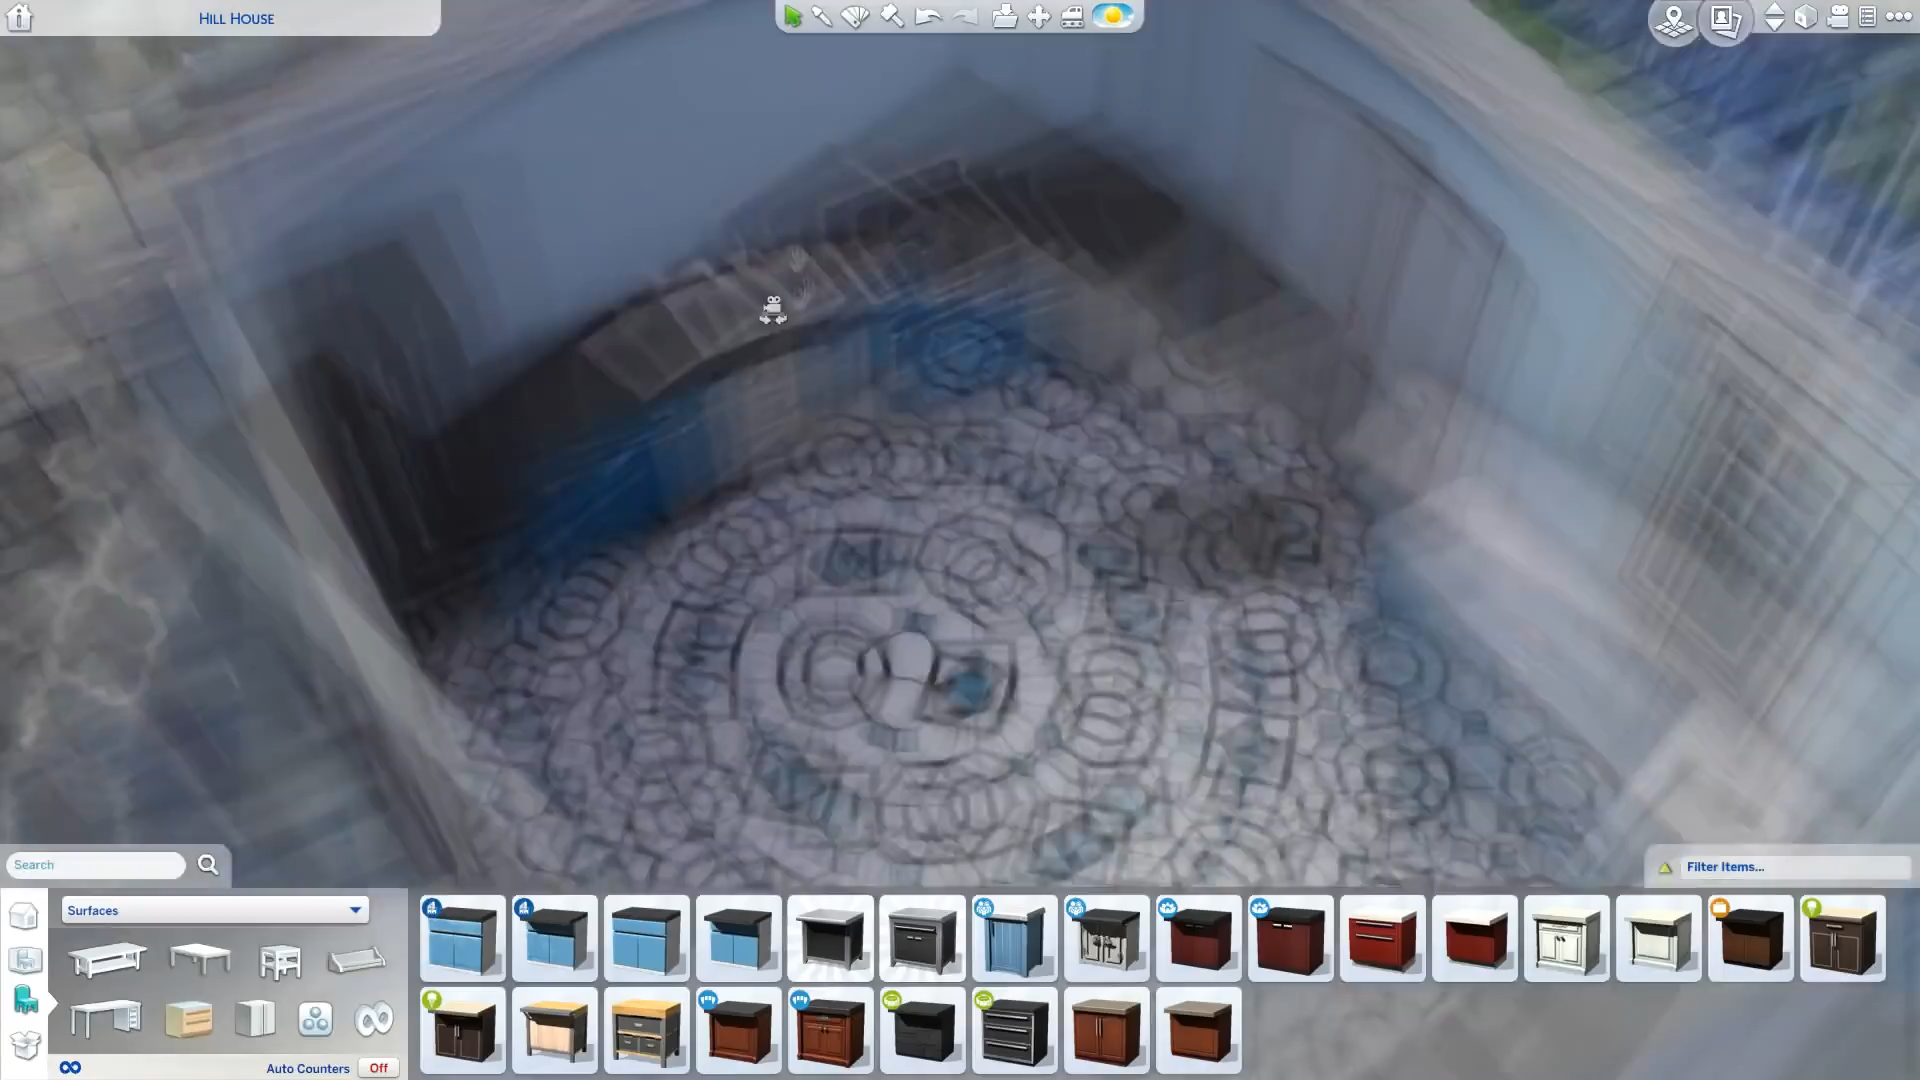 HILL HOUSE
Search
Filter Items...
Surfaces
Auto Counters Off